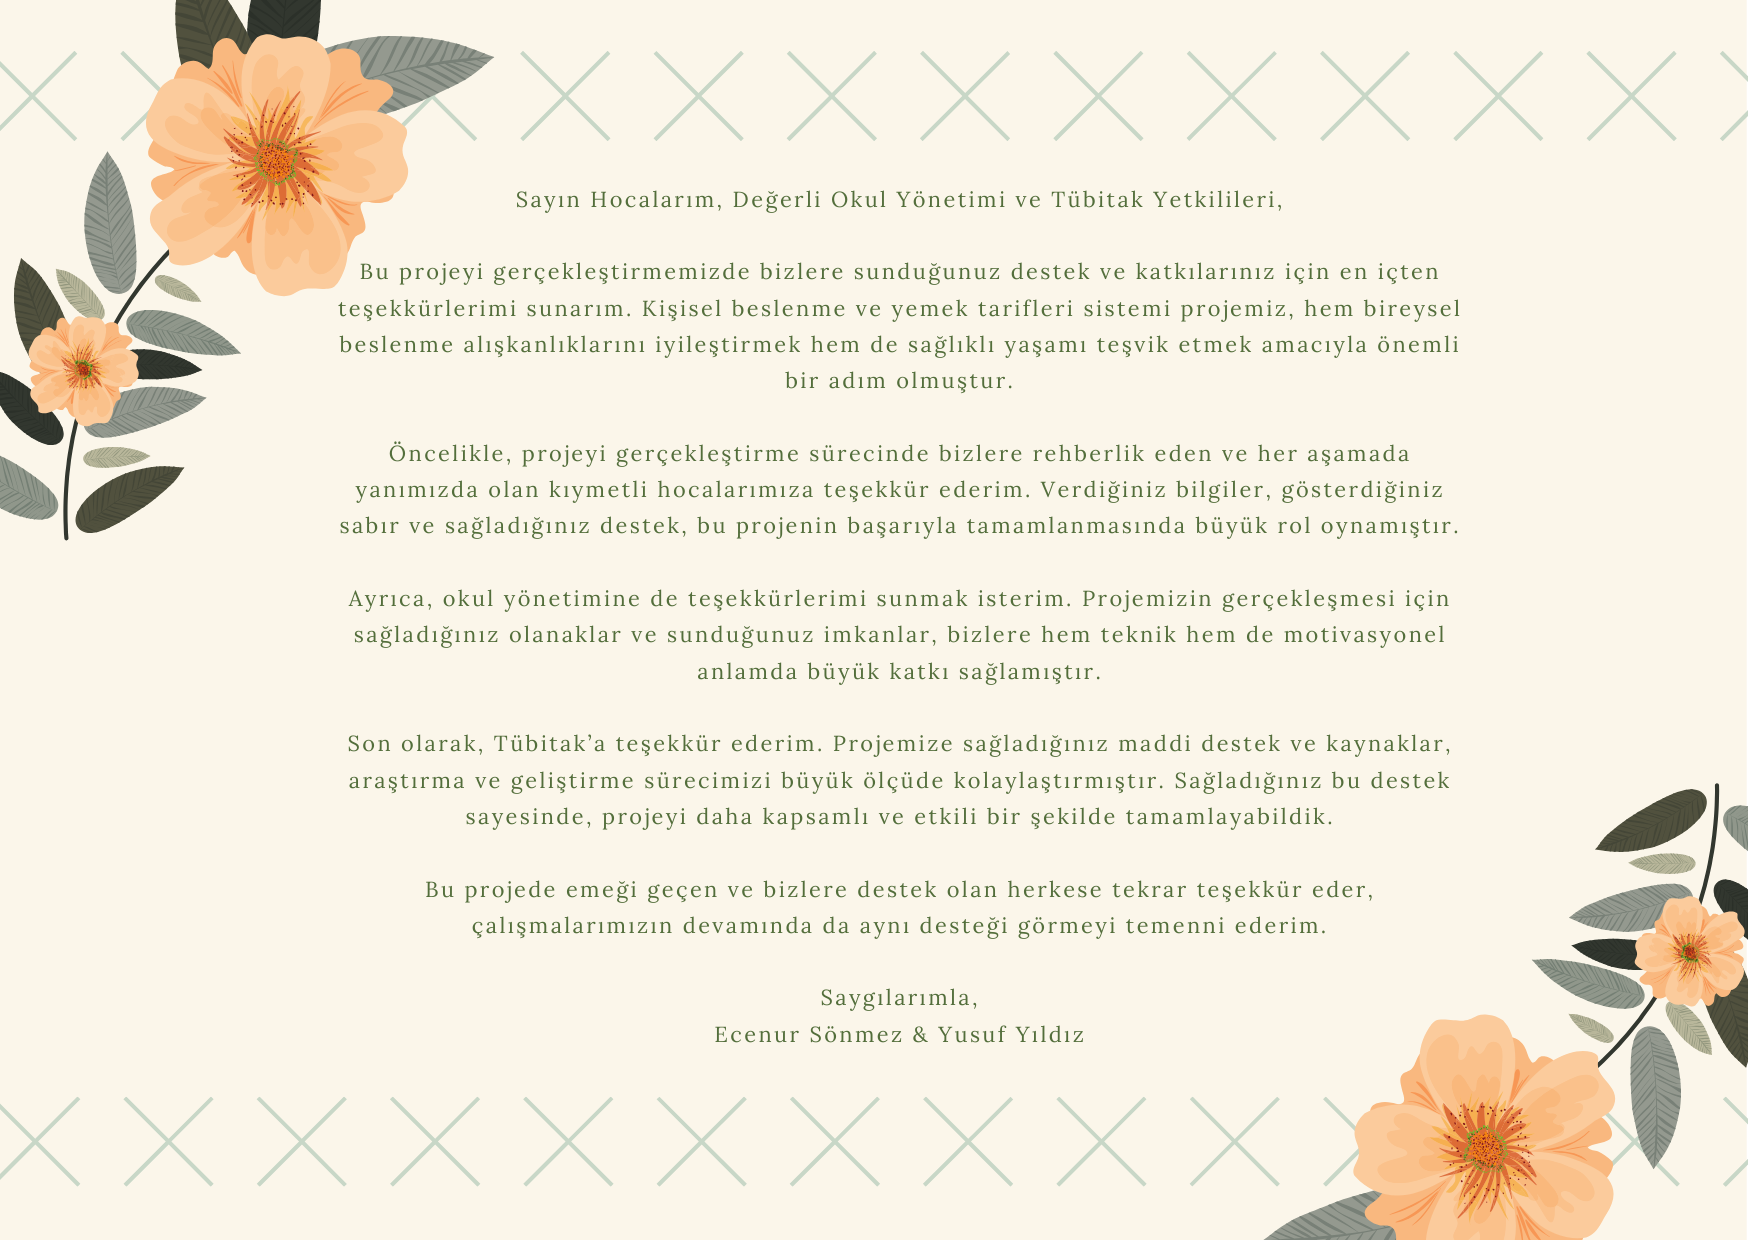 Sayın Hocalarım, Değerli Okul Yönetimi ve Tübitak Yetkilileri,
Bu projeyi gerçekleştirmemizde bizlere sunduğunuz destek ve katkılarınız için en içten
teşekkürlerimi sunarım. Kişisel beslenme ve yemek tarifleri sistemi projemiz, hem bireysel
beslenme alışkanlıklarını iyileştirmek hem de sağlıklı yaşamı teşvik etmek amacıyla önemli
bir adım olmuştur.
Öncelikle, projeyi gerçekleştirme sürecinde bizlere rehberlik eden ve her aşamada
yanımızda olan kıymetli hocalarımıza teşekkür ederim. Verdiğiniz bilgiler, gösterdiğiniz
sabır ve sağladığınız destek, bu projenin başarıyla tamamlanmasında büyük rol oynamıştır.
Ayrıca, okul yönetimine de teşekkürlerimi sunmak isterim. Projemizin gerçekleşmesi için
sağladığınız olanaklar ve sunduğunuz imkanlar, bizlere hem teknik hem de motivasyonel
anlamda büyük katkı sağlamıştır.
Son olarak, Tübitak’a teşekkür ederim. Projemize sağladığınız maddi destek ve kaynaklar,
araştırma ve geliştirme sürecimizi büyük ölçüde kolaylaştırmıştır. Sağladığınız bu destek
sayesinde, projeyi daha kapsamlı ve etkili bir şekilde tamamlayabildik.
Bu projede emeği geçen ve bizlere destek olan herkese tekrar teşekkür eder,
çalışmalarımızın devamında da aynı desteği görmeyi temenni ederim.
Saygılarımla,
Ecenur Sönmez & Yusuf Yıldız